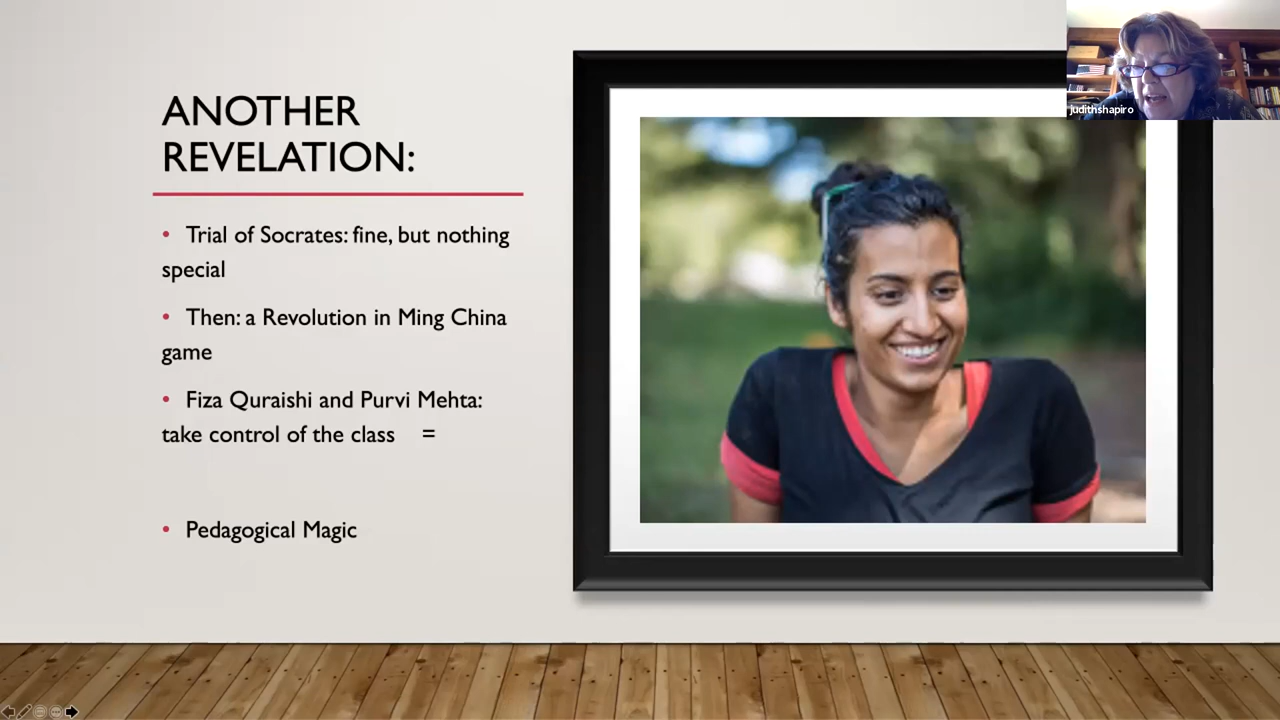 ANOTHER
REVELATION:
• Trial of Socrates: fine, but nothing
special
• Then: a Revolution in Ming China
game
• Fiza Quraishi and Purvi Mehta:
take control of the class =
• Pedagogical Magic
judithshapiro